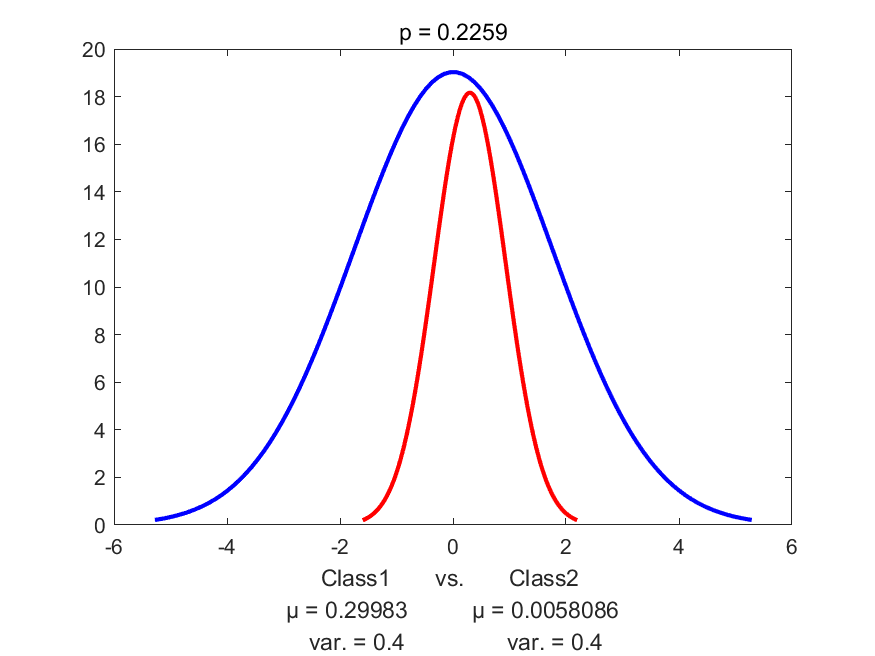 p = 0.2259
20
18
16
14
12
10
8
6
4
2
0
-6 -4 -2 0 2 4 6
Class1 vs. Class2
μ = 0.29983 μ = 0.0058086
var. = 0.4 var. = 0.4